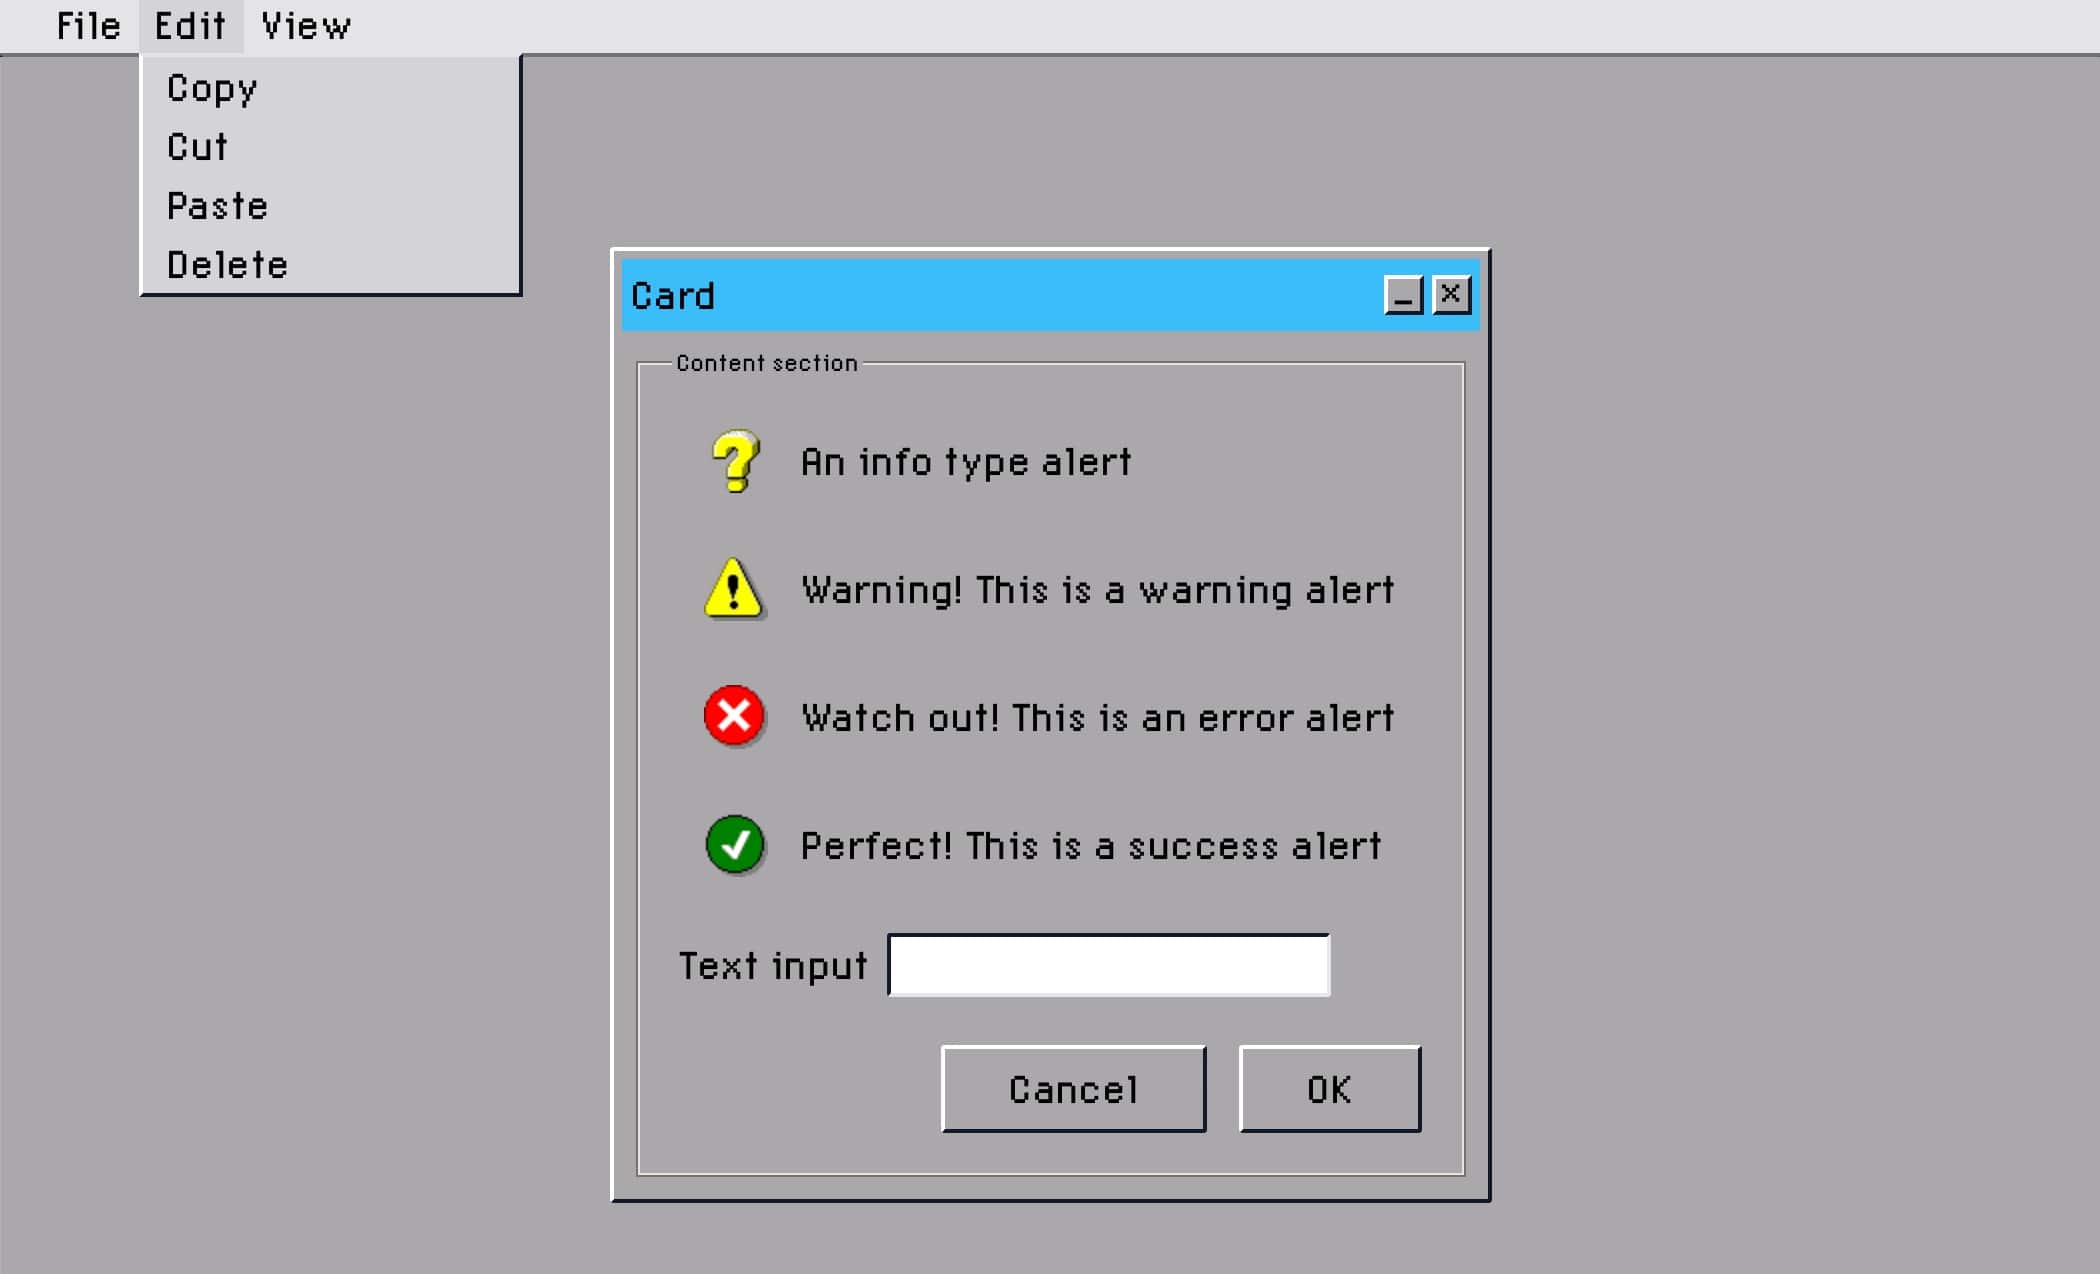 File Edit View
Copy
Cut
Paste
Delete
Card
Content section
An info type alert
Warning! This is a warning alert
Watch out! This is an error alert
Perfect! This is a success alert
Text input
Cancel OK